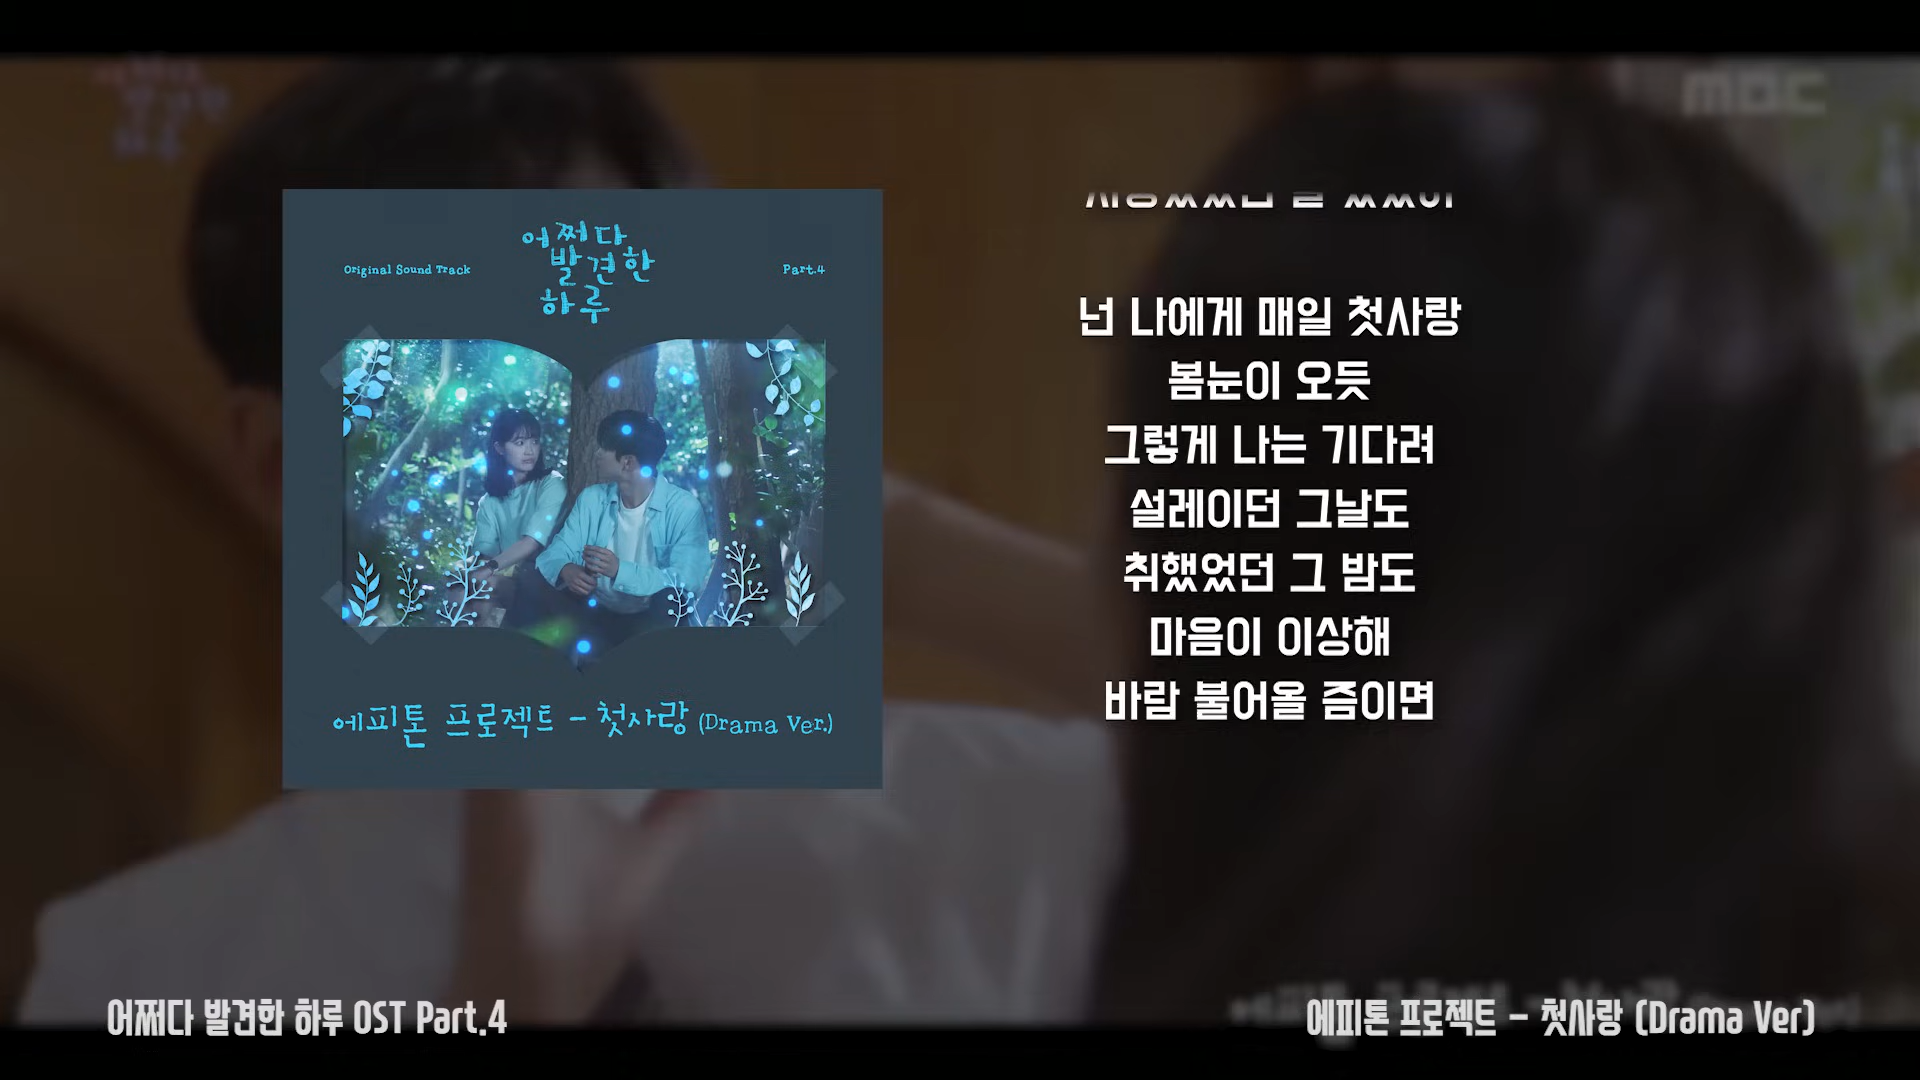 mbc
어쩌다
발견한
하루
Original Sound Track
Part.4
에피톤 프로젝트 - 첫사랑 (Drama Ver.)
넌 나에게 매일 첫사랑
봄눈이 오듯
그렇게 나는 기다려
설레이던 그날도
취했었던 그 밤도
마음이 이상해
바람 불어올 즘이면
어쩌다 발견한 하루 OST Part.4
에피톤 프로젝트 - 첫사랑 (Drama Ver)